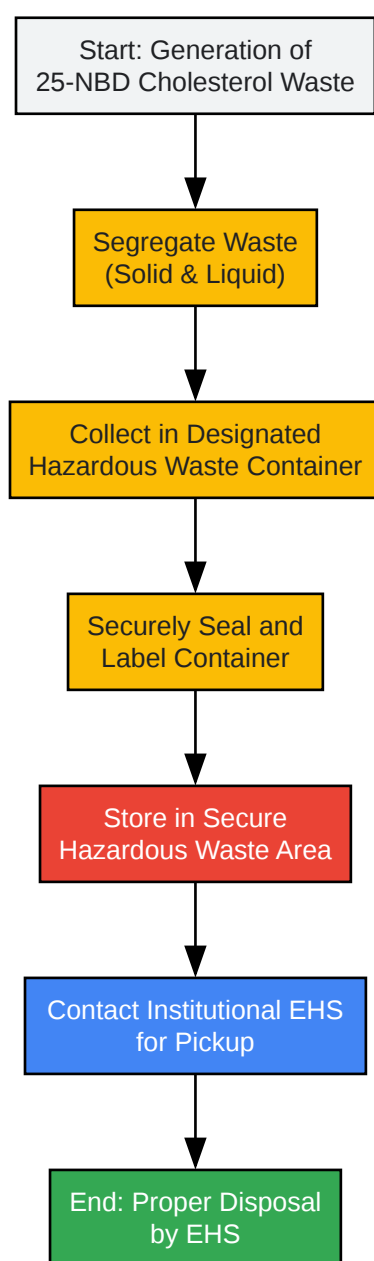 Start: Generation of
25-NBD Cholesterol Waste
Segregate Waste
(Solid & Liquid)
Collect in Designated
Hazardous Waste Container
Securely Seal and
Label Container
Store in Secure
Hazardous Waste Area
Contact Institutional EHS
for Pickup
End: Proper Disposal
by EHS